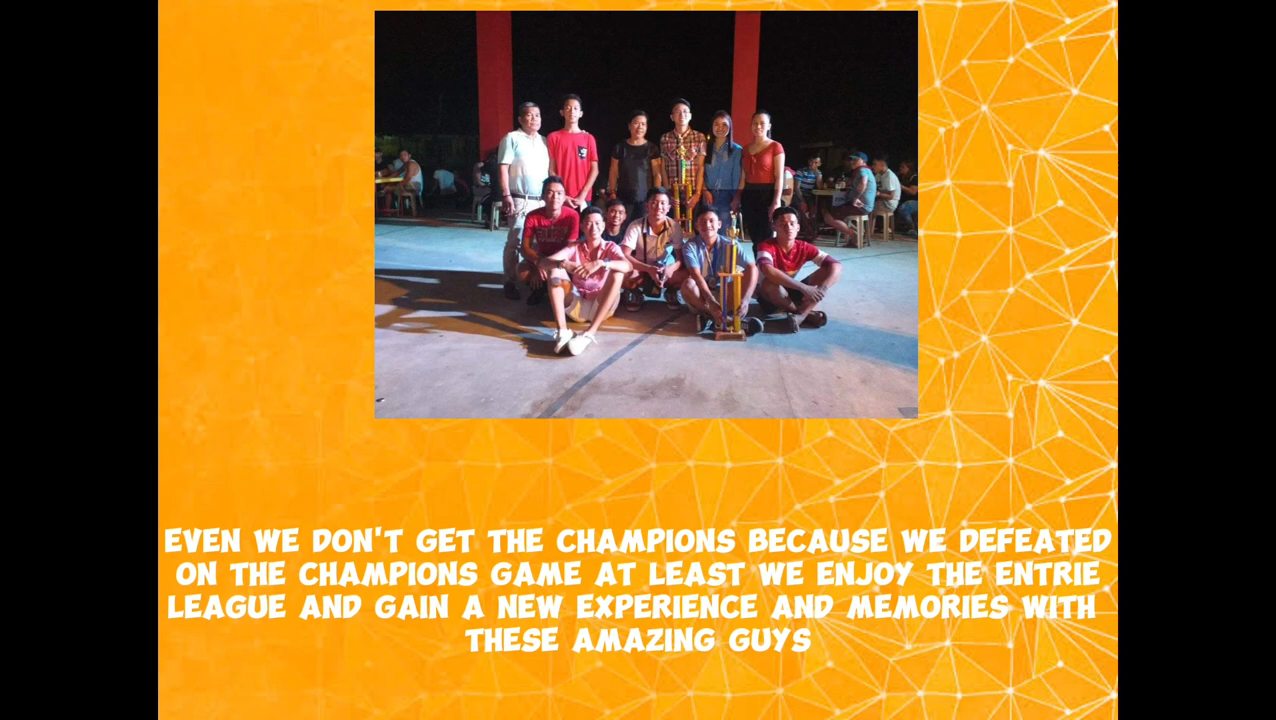 EVEN WE DON'T GET THE CHAMPIONS BECAUSE WE DEFEATED
ON THE CHAMPIONS GAME AT LEAST WE ENJOY THE ENTRIE
LEAGUE AND GAIN A NEW EXPERIENCE AND MEMORIES WITH
THESE AMAZING GUYS